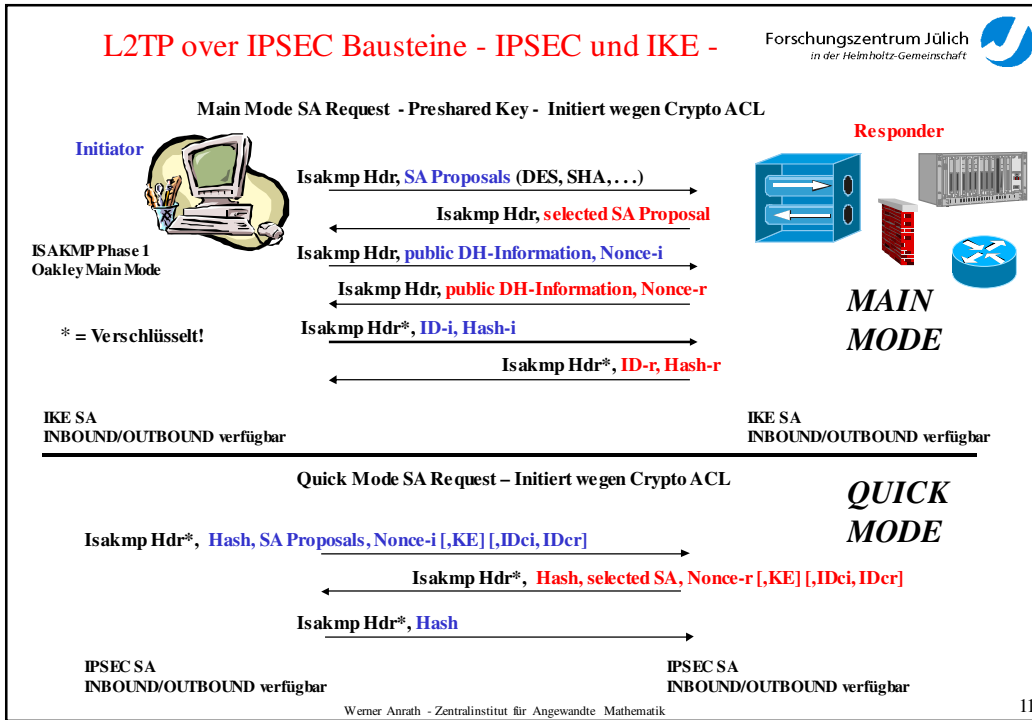 L2TP over IPSEC Bausteine - IPSEC und IKE -
Forschungszentrum Jülich
in der Helmholtz-Gemeinschaft
Main Mode SA Request - Preshared Key - Initiert wegen Crypto ACL
Initiator
Responder
Isakmp Hdr, SA Proposals (DES, SHA, . . .)
Isakmp Hdr, selected SA Proposal
ISAKMP Phase 1
Oakley Main Mode
Isakmp Hdr, public DH-Information, Nonce-i
Isakmp Hdr, public DH-Information, Nonce-r
MAIN
MODE
* = Verschlüsselt!
Isakmp Hdr*, ID-i, Hash-i
Isakmp Hdr*, ID-r, Hash-r
IKE SA
INBOUND/OUTBOUND verfügbar
IKE SA
INBOUND/OUTBOUND verfügbar
Quick Mode SA Request – Initiert wegen Crypto ACL
QUICK
MODE
Isakmp Hdr*, Hash, SA Proposals, Nonce-i [,KE] [,IDci, IDcr]
Isakmp Hdr*, Hash, selected SA, Nonce-r [,KE] [,IDci, IDcr]
Isakmp Hdr*, Hash
IPSEC SA
INBOUND/OUTBOUND verfügbar
IPSEC SA
INBOUND/OUTBOUND verfügbar
Werner Anrath - Zentralinstitut für Angewandte Mathematik
11